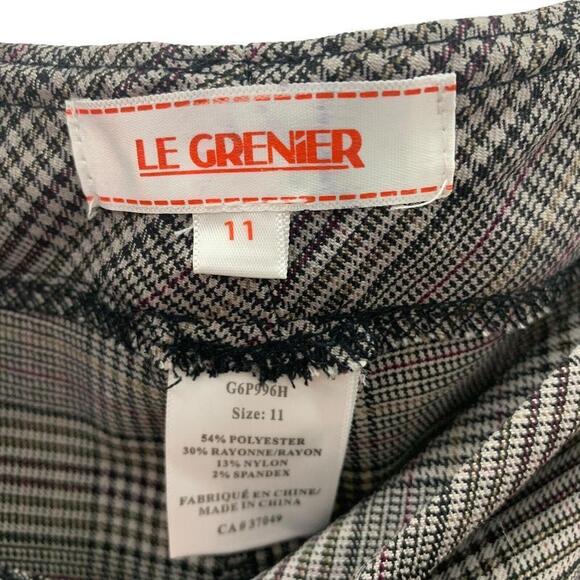 LE GRENiER
11
G6P996H
Size: 11
54% POLYESTER
30% RAYONNE/RAYON
13% NYLON
2% SPANDEX
FABRIQUÉ EN CHINE/
MADE IN CHINA
CA # 37049